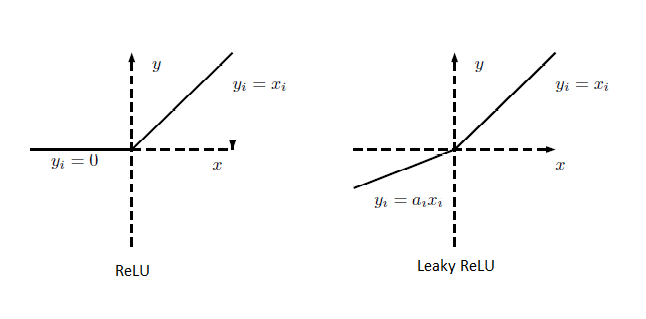 y
y_i = x_i
y_i = 0
x
ReLU
y
y_i = x_i
x
y_i = a_i x_i
Leaky ReLU